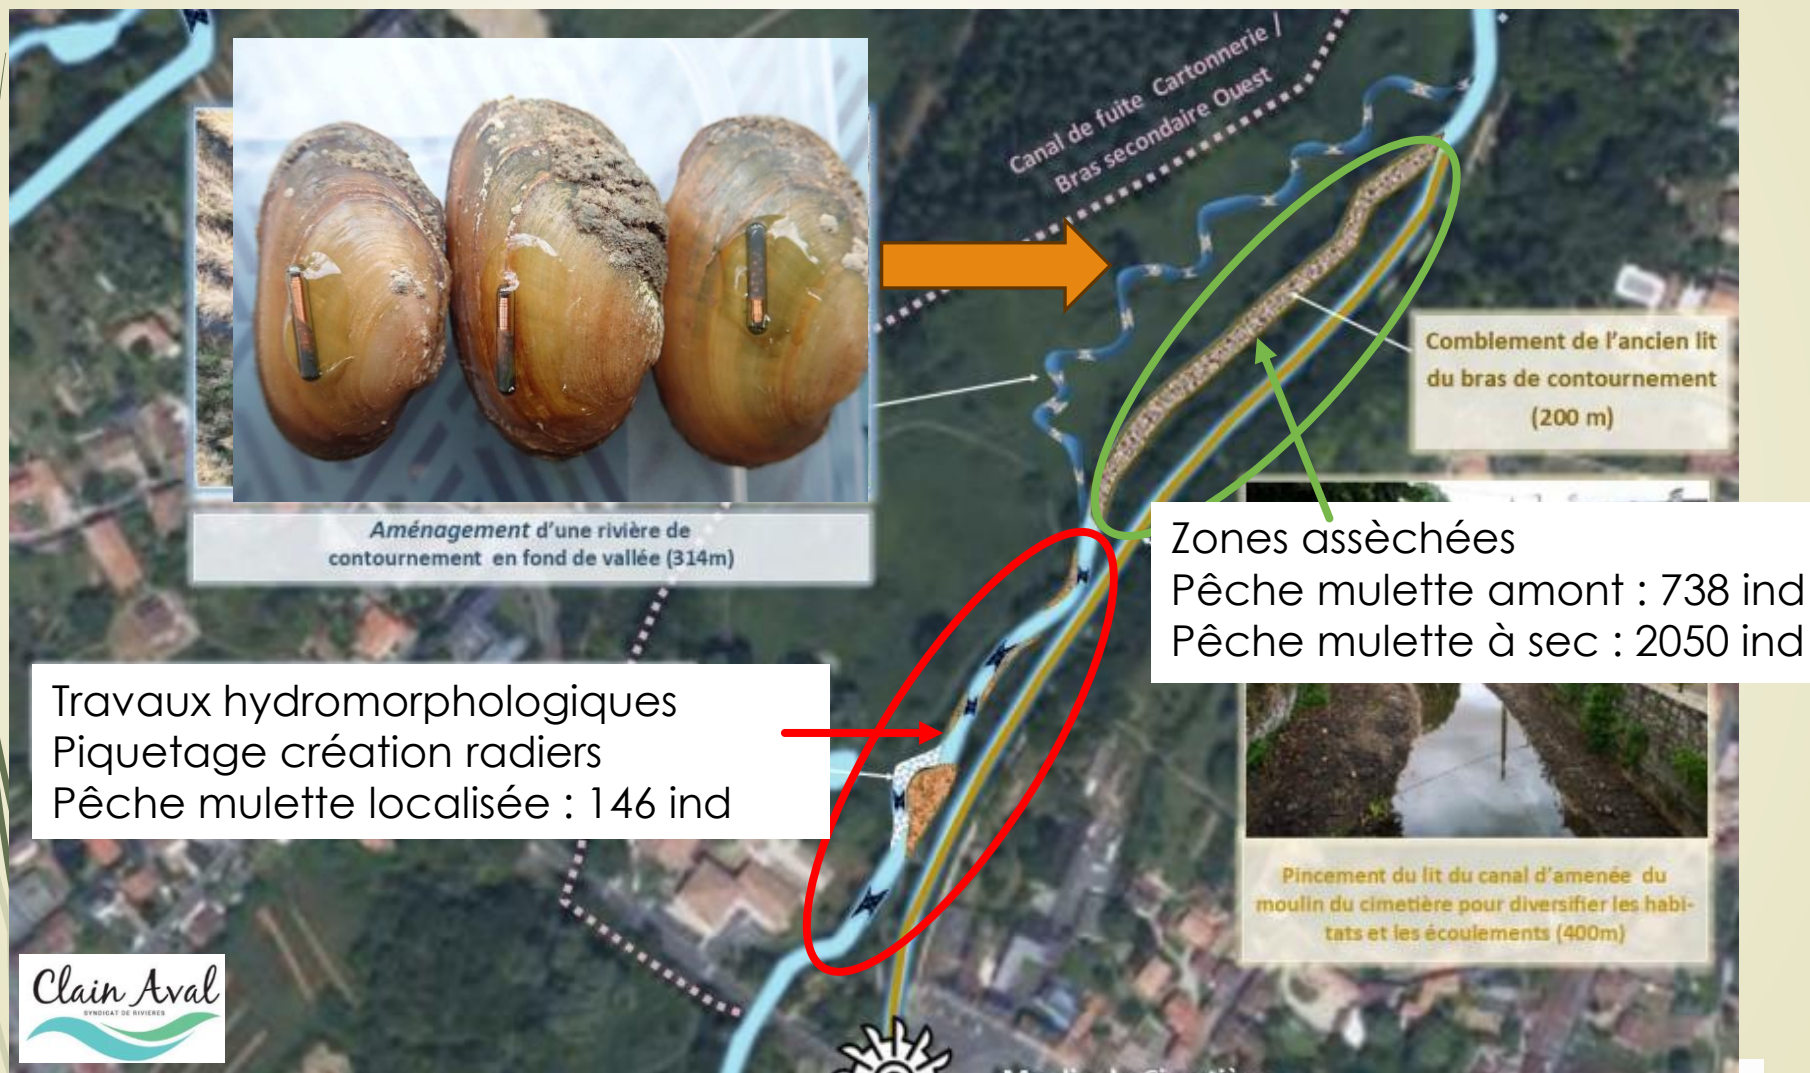 Canal de fuite Cartonnerie /
Bras secondaire Ouest
Comblement de l'ancien lit
du bras de contournement
(200 m)
Aménagement d'une rivière de
contournement en fond de vallée (314m)
Zones assèchées
Pêche mulette amont : 738 ind
Pêche mulette à sec : 2050 ind
Travaux hydromorphologiques
Piquetage création radiers
Pêche mulette localisée : 146 ind
Pincement du lit du canal d'amenée du
moulin du cimetière pour diversifier les habi-
tats et les écoulements (400m)
Clain Aval
SYNDICAT DE RIVIERES